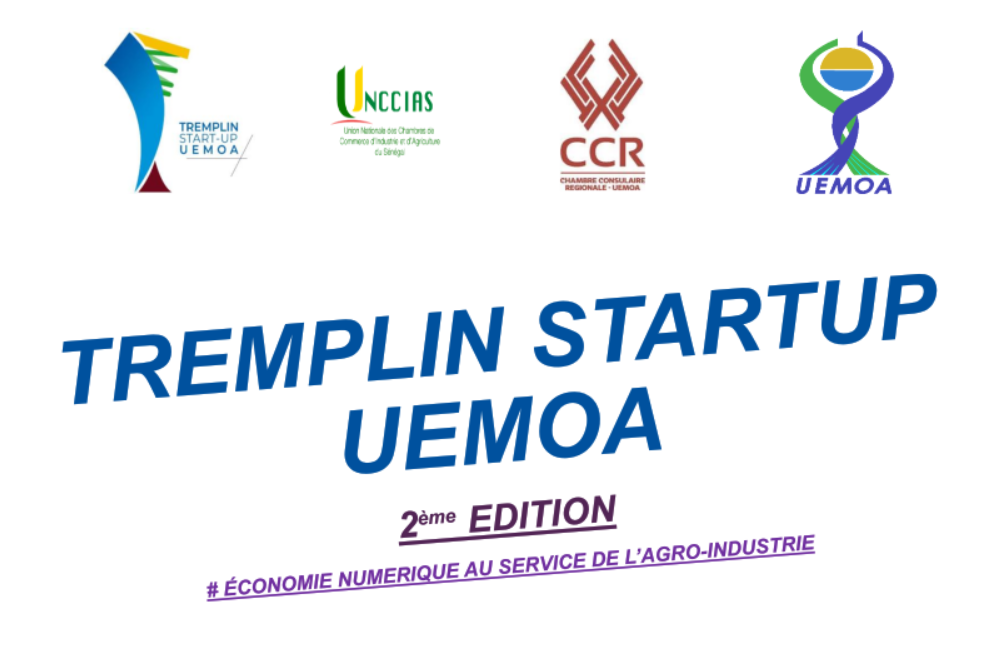 TREMPLIN
START-UP
UEMOA
UNCCIAS
Union Nationale des Chambres de
Commerce d'Industrie et d'Agriculture
du Sénégal
CCR
CHAMBRE CONSULAIRE
REGIONALE - UEMOA
UEMOA
TREMPLIN STARTUP
UEMOA
2ème EDITION
# ÉCONOMIE NUMERIQUE AU SERVICE DE L'AGRO-INDUSTRIE